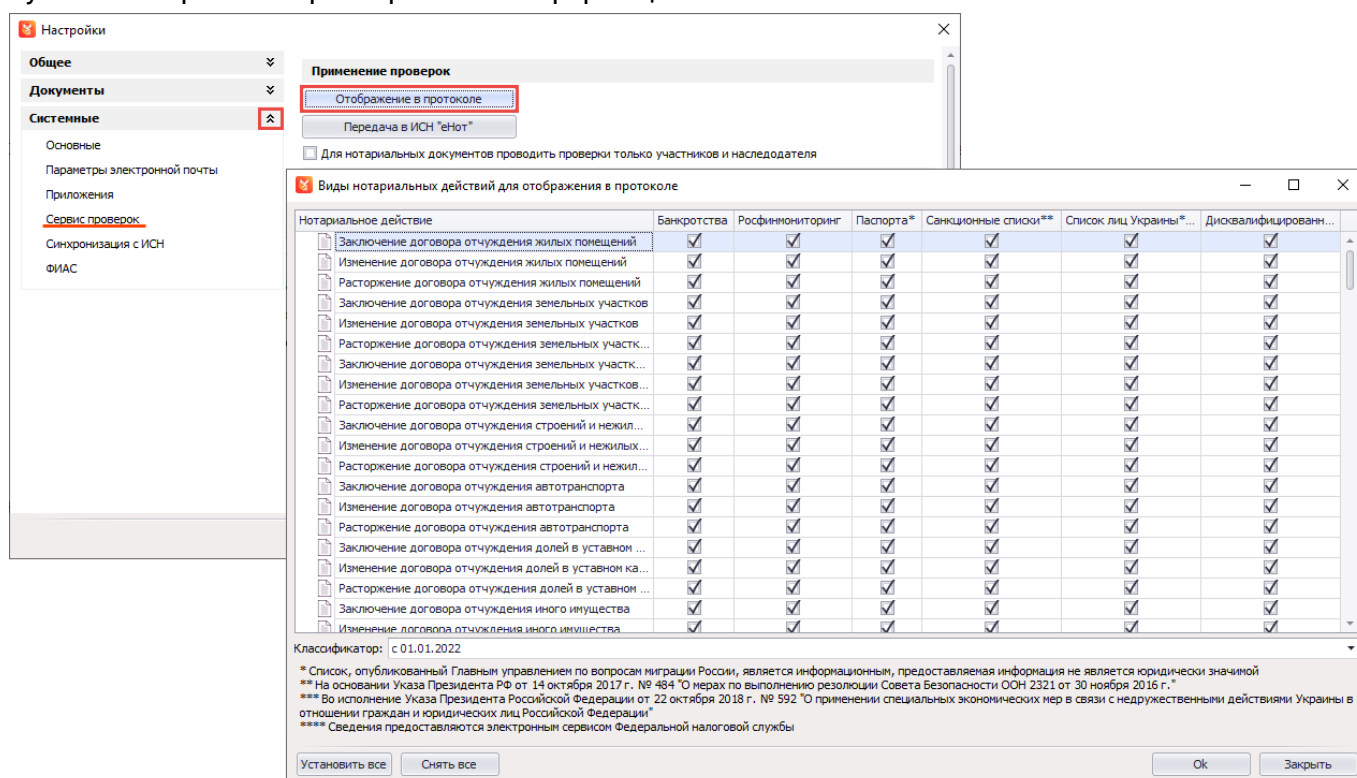 Настройки
Общее
Документы
Системные
Основные
Параметры электронной почты
Приложения
Сервис проверок
Синхронизация с ИСН
ФИАС
Применение проверок
Отображение в протоколе
Передача в ИСН "еНот"
Для нотариальных документов проводить проверки только участников и наследодателя
Виды нотариальных действий для отображения в протоколе
Нотариальное действие Банкротства Росфинмониторинг Паспорта* Санкционные списки** Список лиц Украины*... Дисквалифицированн...
Заключение договора отчуждения жилых помещений
Изменение договора отчуждения жилых помещений
Расторжение договора отчуждения жилых помещений
Заключение договора отчуждения земельных участков
Изменение договора отчуждения земельных участков
Расторжение договора отчуждения земельных участк...
Заключение договора отчуждения земельных участк...
Изменение договора отчуждения земельных участков...
Расторжение договора отчуждения земельных участк...
Заключение договора отчуждения строений и нежил...
Изменение договора отчуждения строений и нежилых...
Расторжение договора отчуждения строений и нежил...
Заключение договора отчуждения автотранспорта
Изменение договора отчуждения автотранспорта
Расторжение договора отчуждения автотранспорта
Заключение договора отчуждения долей в уставном ...
Изменение договора отчуждения долей в уставном ка...
Расторжение договора отчуждения долей в уставном ...
Заключение договора отчуждения иного имущества
Изменение договора отчуждения иного имущества
Классификатор: с 01.01.2022
* Список, опубликованный Главным управлением по вопросам миграции России, является информационным, предоставляемая информация не является юридически значимой
** На основании Указа Президента РФ от 14 октября 2017 г. № 484 "О мерах по выполнению резолюции Совета Безопасности ООН 2321 от 30 ноября 2016 г."
*** Во исполнение Указа Президента Российской Федерации от 22 октября 2018 г. № 592 "О применении специальных экономических мер в связи с недружественными действиями Украины в
отношении граждан и юридических лиц Российской Федерации"
**** Сведения предоставляются электронным сервисом Федеральной налоговой службы
Установить все Снять все Ok Закрыть